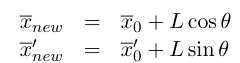 x̅_new = x̅_0 + L cos θ
x̅′_new = x̅_0 + L sin θ